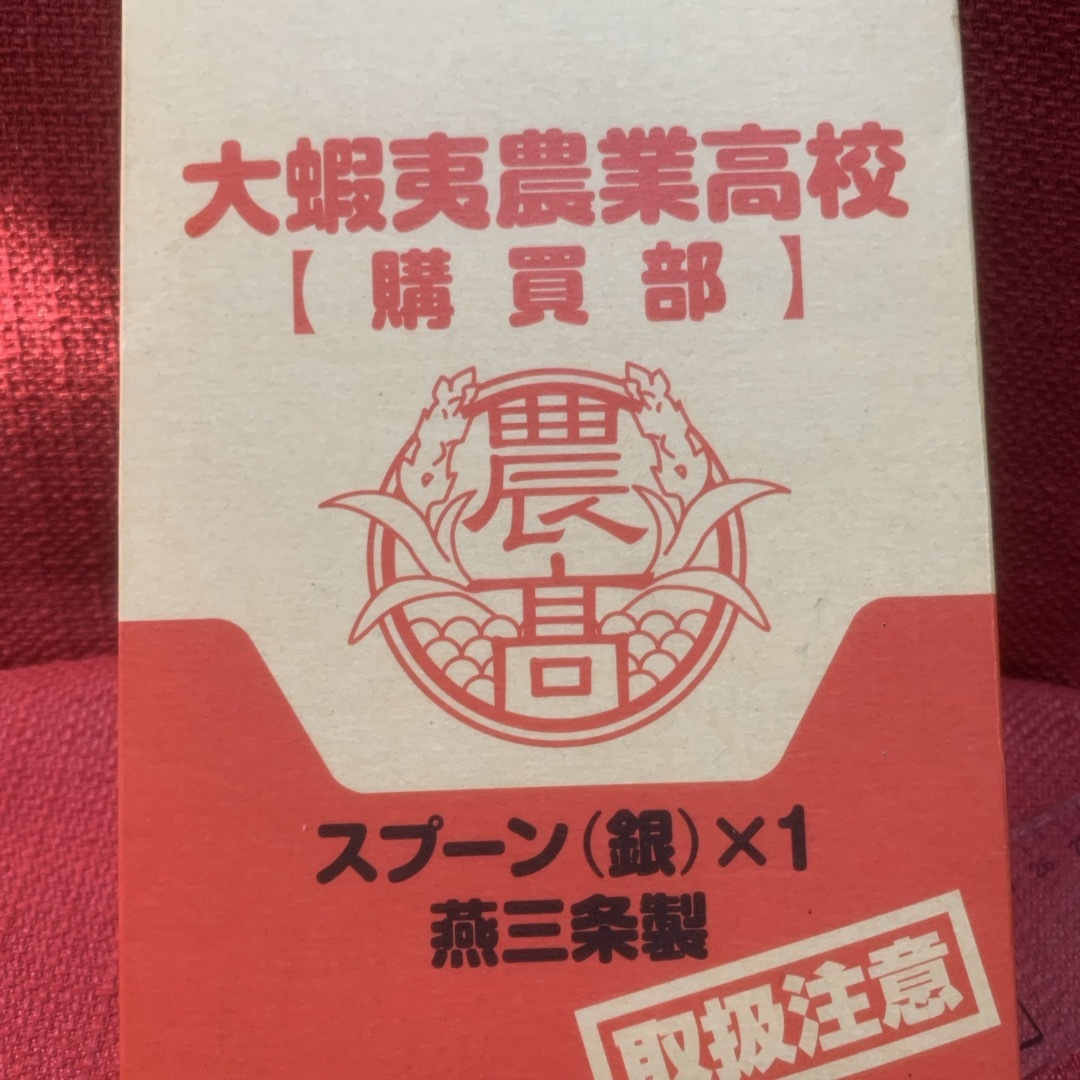 大蝦夷農業高校
【購買部】
農
高
スプーン(銀)×1
燕三条製
取扱注意